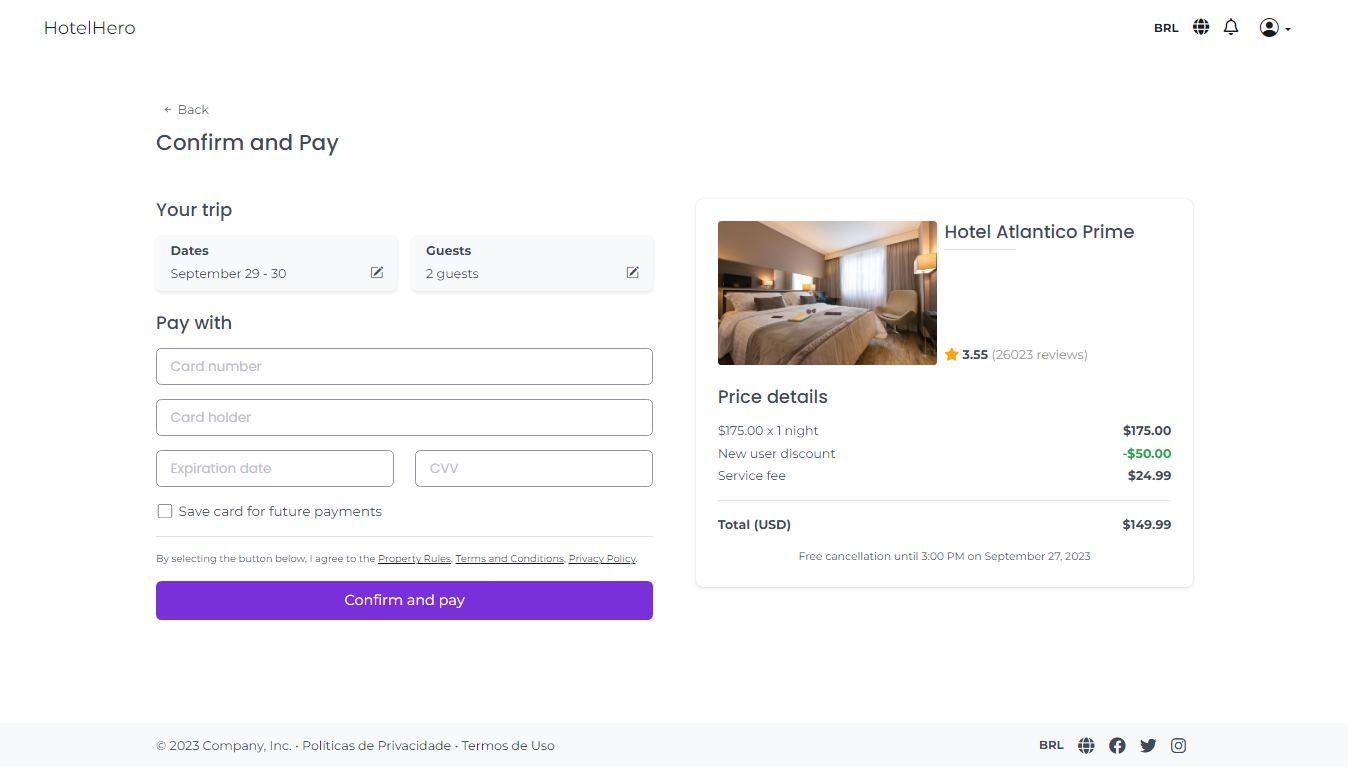 HotelHero
BRL
← Back
Confirm and Pay
Your trip
Dates
September 29 - 30
Guests
2 guests
Pay with
Card number
Card holder
Expiration date
CVV
Save card for future payments
By selecting the button below, I agree to the Property Rules. Terms and Conditions. Privacy Policy.
Confirm and pay
Hotel Atlantico Prime
3.55 (26023 reviews)
Price details
$175.00 x 1 night $175.00
New user discount -$50.00
Service fee $24.99
Total (USD) $149.99
Free cancellation until 3:00 PM on September 27, 2023
© 2023 Company, Inc. · Políticas de Privacidade · Termos de Uso
BRL